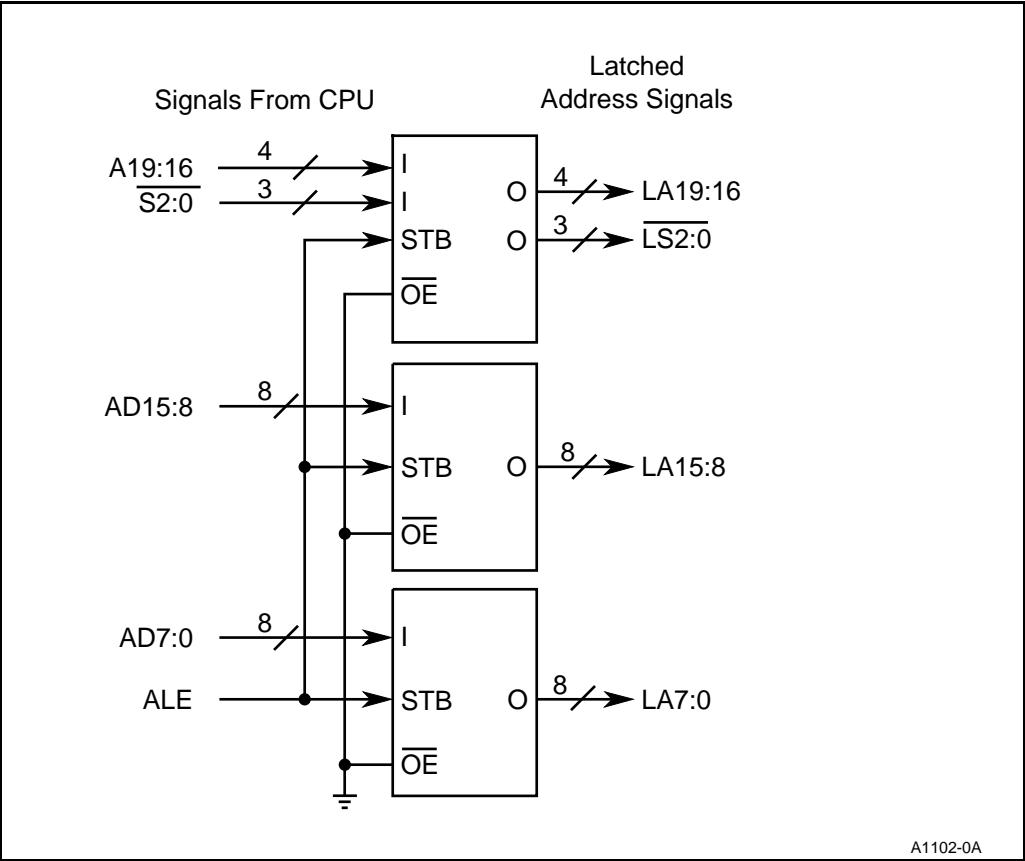 Signals From CPU
Latched
Address Signals
A19:16
4
I
O
4
LA19:16
S2:0
3
I
STB
O
3
LS2:0
OE
AD15:8
8
I
STB
O
8
LA15:8
OE
AD7:0
8
I
ALE
STB
O
8
LA7:0
OE
A1102-0A